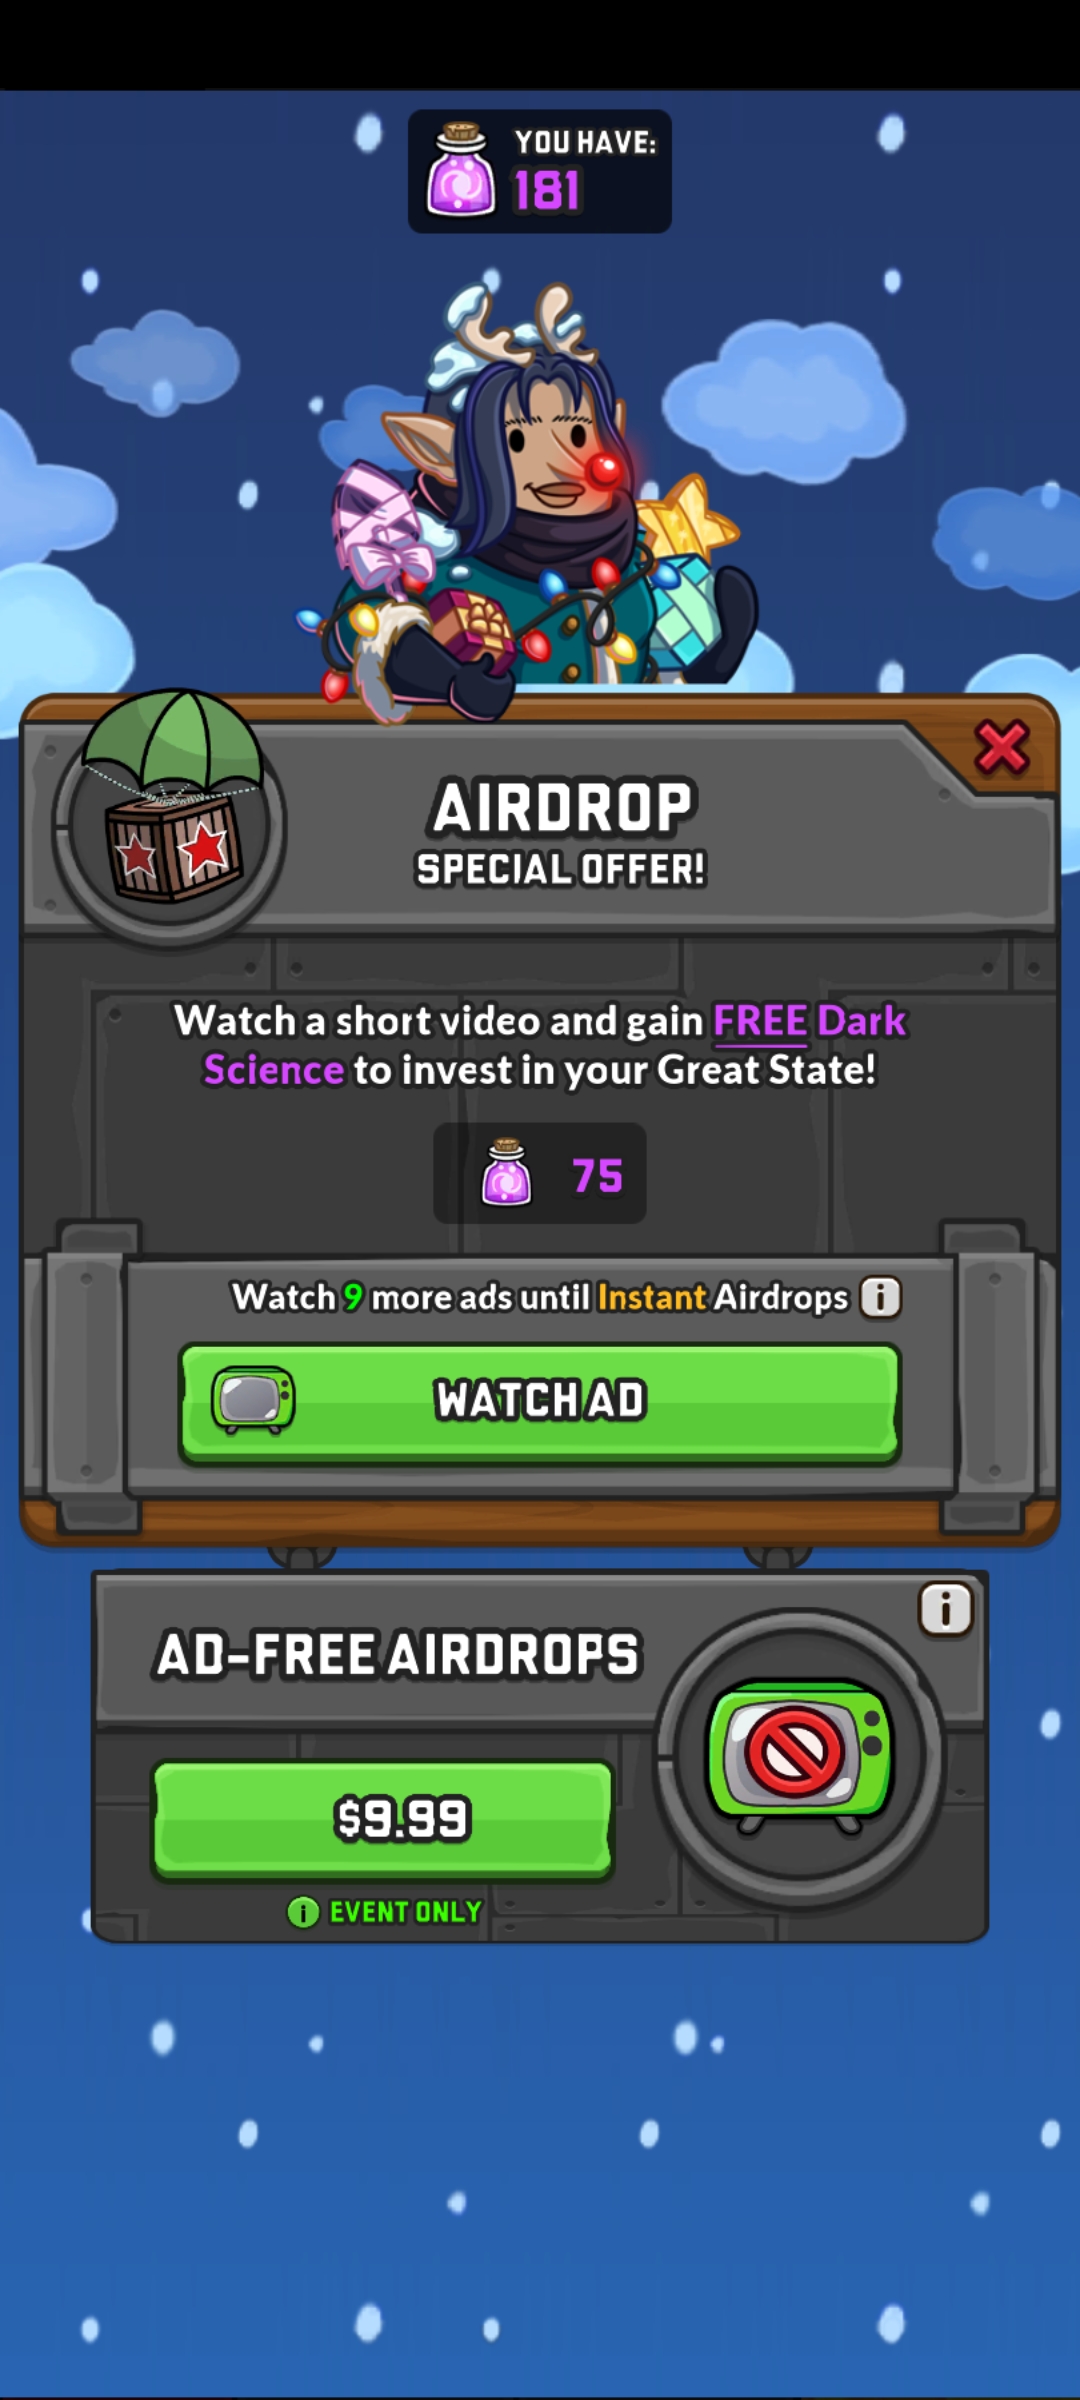 YOU HAVE:
181
AIRDROP
SPECIAL OFFER!
Watch a short video and gain FREE Dark
Science to invest in your Great State!
75
Watch 9 more ads until Instant Airdrops i
WATCH AD
i
AD-FREE AIRDROPS
$9.99
i EVENT ONLY